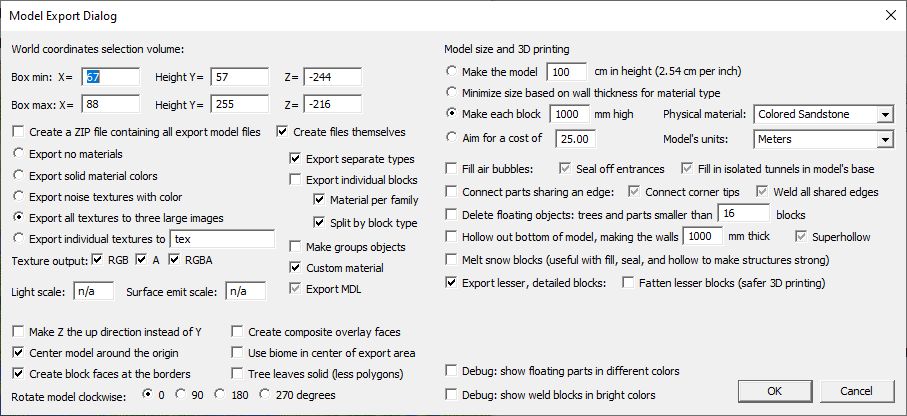 Model Export Dialog
World coordinates selection volume:
Box min: X= 67 Height Y= 57 Z= -244
Box max: X= 88 Height Y= 255 Z= -216
Create a ZIP file containing all export model files Create files themselves
Export no materials
Export solid material colors
Export noise textures with color
Export all textures to three large images
Export individual textures to tex
Texture output: RGB A RGBA
Light scale: n/a Surface emit scale: n/a
Export separate types
Export individual blocks
Material per family
Split by block type
Make groups objects
Custom material
Export MDL
Make Z the up direction instead of Y
Center model around the origin
Create block faces at the borders
Create composite overlay faces
Use biome in center of export area
Tree leaves solid (less polygons)
Rotate model clockwise: 0 90 180 270 degrees
Model size and 3D printing
Make the model 100 cm in height (2.54 cm per inch)
Minimize size based on wall thickness for material type
Make each block 1000 mm high Physical material: Colored Sandstone
Aim for a cost of 25.00 Model's units: Meters
Fill air bubbles: Seal off entrances Fill in isolated tunnels in model's base
Connect parts sharing an edge: Connect corner tips Weld all shared edges
Delete floating objects: trees and parts smaller than 16 blocks
Hollow out bottom of model, making the walls 1000 mm thick Superhollow
Melt snow blocks (useful with fill, seal, and hollow to make structures strong)
Export lesser, detailed blocks: Fatten lesser blocks (safer 3D printing)
Debug: show floating parts in different colors
Debug: show weld blocks in bright colors
OK Cancel